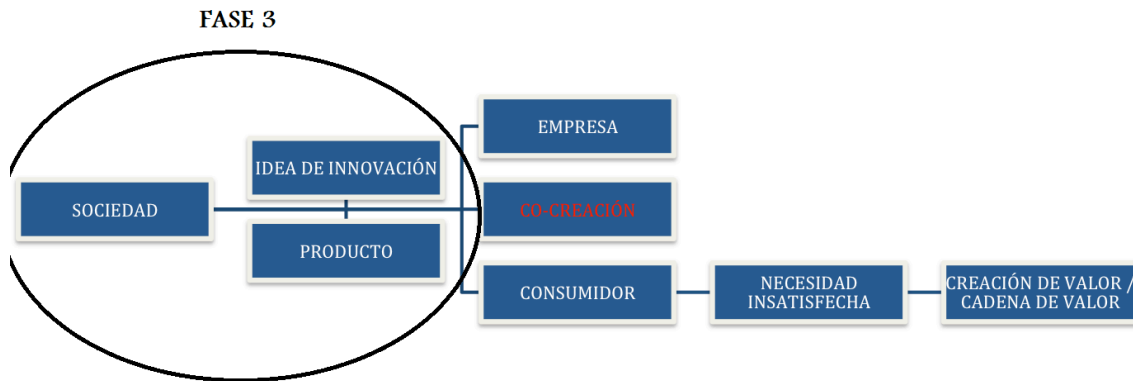 FASE 3
SOCIEDAD
IDEA DE INNOVACIÓN
PRODUCTO
EMPRESA
CO-CREACIÓN
CONSUMIDOR
NECESIDAD
INSATISFECHA
CREACIÓN DE VALOR /
CADENA DE VALOR